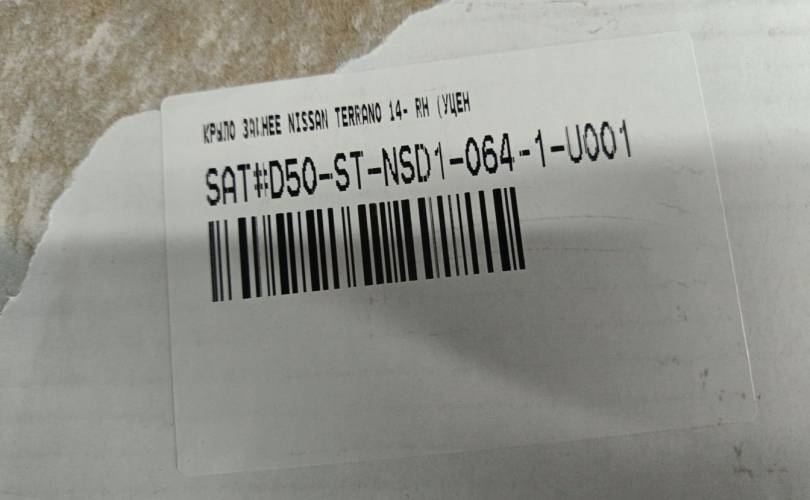 КРЫЛО ЗАДНЕЕ NISSAN TERRANO 14- RH (УЦЕН
SAT#D50-ST-NSD1-064-1-U001